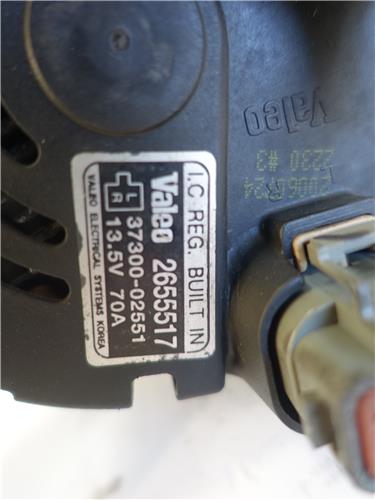 I.C REG. BUILT IN
Valeo 2655517
L R 37300-02551
13.5V 70A
VALEO ELECTRICAL SYSTEMS KOREA
Valeo
2230 #3